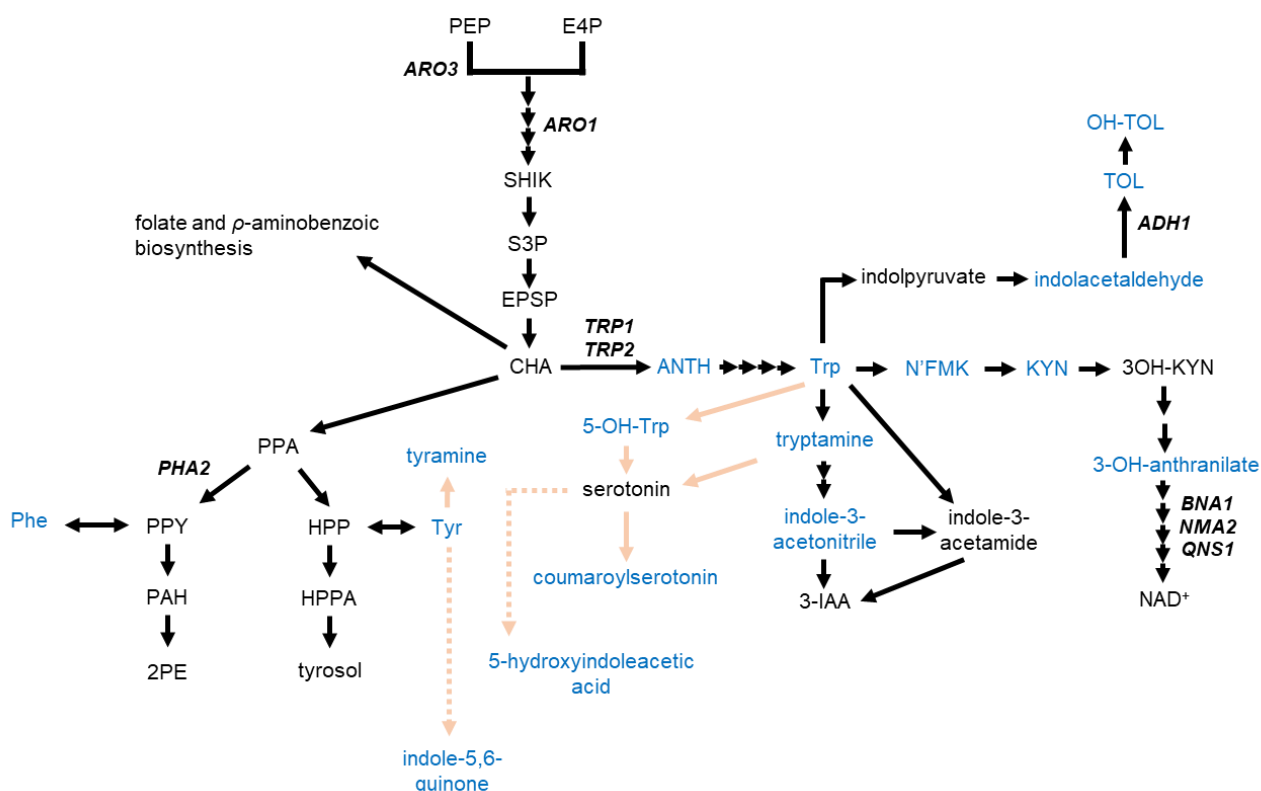 PEP
E4P
ARO3
ARO1
OH-TOL
TOL
SHIK
folate and ρ-aminobenzoic
biosynthesis
ADH1
S3P
indolpyruvate
indolacetaldehyde
EPSP
TRP1
TRP2
CHA
ANTH
Trp
N'FMK
KYN
3OH-KYN
5-OH-Trp
tryptamine
PPA
tyramine
PHA2
3-OH-anthranilate
serotonin
BNA1
NMA2
QNS1
Phe
PPY
HPP
Tyr
indole-3-
acetonitrile
indole-3-
acetamide
coumaroylserotonin
PAH
HPPA
3-IAA
NAD⁺
2PE
tyrosol
5-hydroxyindoleacetic
acid
indole-5,6-
quinone